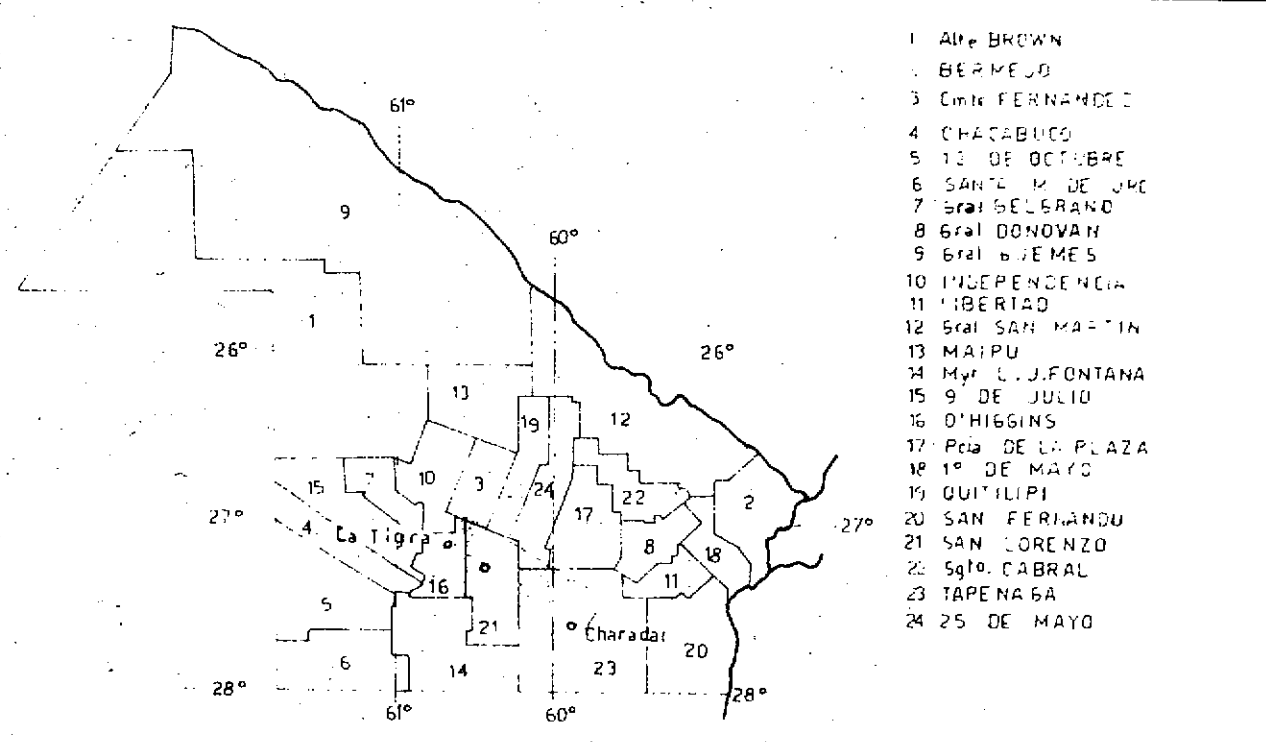 61°
9
60°
1
26°
26°
13
19
12
15
7
10
3
24
22
2
17
27°
4
La Tigra
8
27°
18
16
11
5
21
Charadai
20
6
14
23
28°
28°
61°
60°
1 Alte BROWN
BERMEJO
3 Cmte FERNANDEZ
4 CHACABUCO
5 12 DE OCTUBRE
6 SANTA M DE ORO
7 Gral BELGRANO
8 Gral DONOVAN
9 Gral GUEMES
10 INDEPENDENCIA
11 LIBERTAD
12 Gral SAN MARTIN
13 MAIPU
14 Myr L.J.FONTANA
15 9 DE JULIO
16 O'HIGGINS
17 Pcia DE LA PLAZA
18 1° DE MAYO
19 QUITILIPI
20 SAN FERNANDO
21 SAN LORENZO
22 Sgto. CABRAL
23 TAPENAGA
24 25 DE MAYO